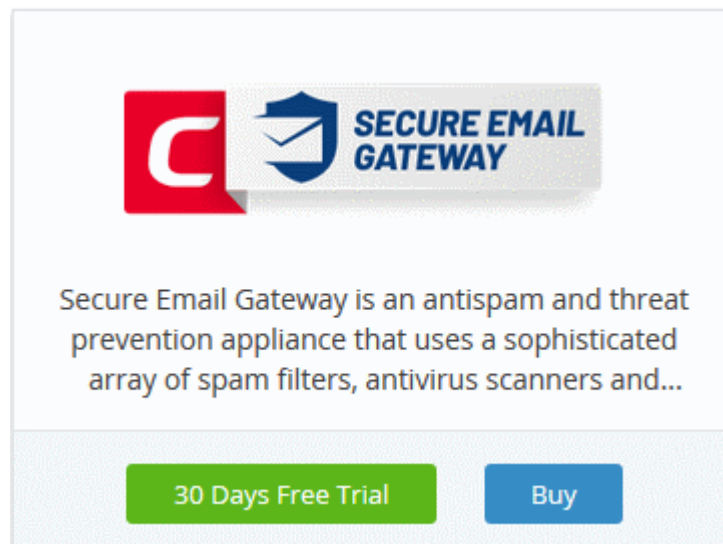 C
SECURE EMAIL
GATEWAY
Secure Email Gateway is an antispam and threat
prevention appliance that uses a sophisticated
array of spam filters, antivirus scanners and...
30 Days Free Trial
Buy